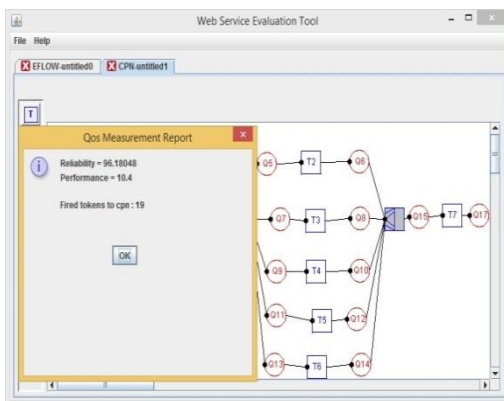 Web Service Evaluation Tool
File Help
EFLOW-untitled0 CPN-untitled1
T
Qos Measurement Report
Reliability = 96.18048
Performance = 10.4
Fired tokens to cpn : 19
OK
Q5 T2 Q6
Q7 T3 Q8 Q15 T7 Q17
Q9 T4 Q10
Q11 T5 Q12
Q13 T6 Q14